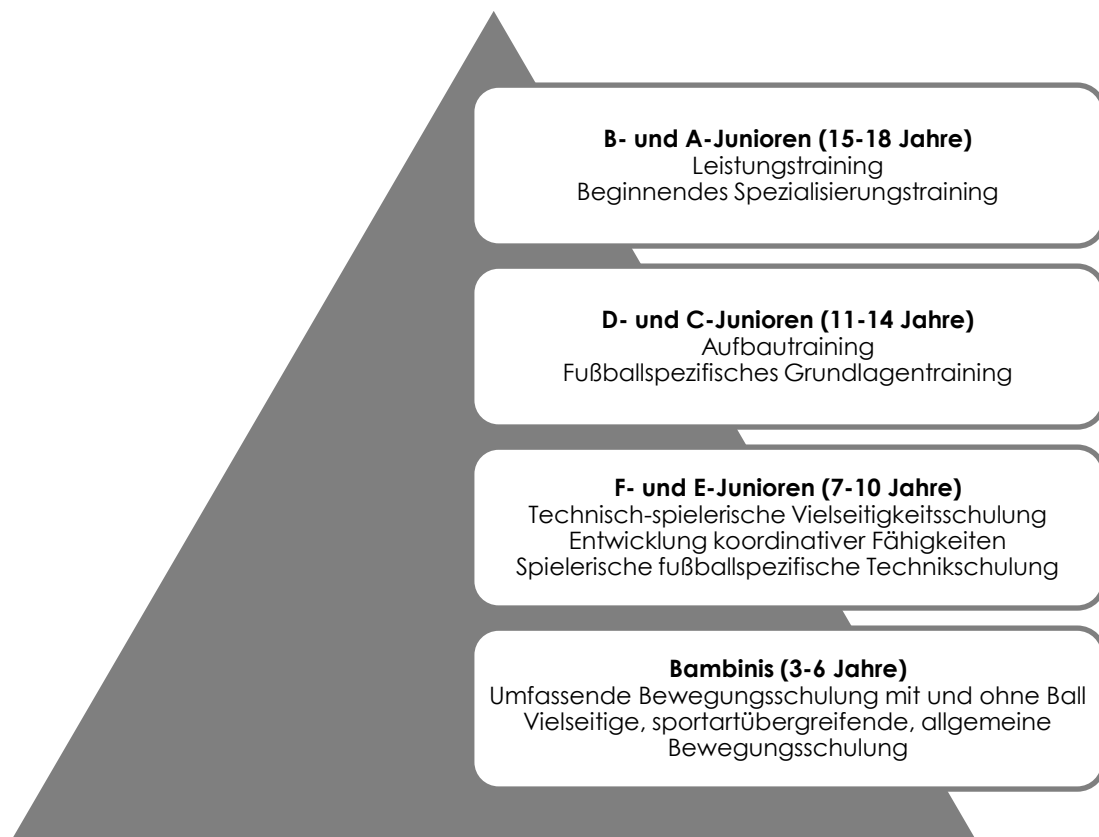 B- und A-Junioren (15-18 Jahre)
Leistungstraining
Beginnendes Spezialisierungstraining
D- und C-Junioren (11-14 Jahre)
Aufbautraining
Fußballspezifisches Grundlagentraining
F- und E-Junioren (7-10 Jahre)
Technisch-spielerische Vielseitigkeitsschulung
Entwicklung koordinativer Fähigkeiten
Spielerische fußballspezifische Technikschulung
Bambinis (3-6 Jahre)
Umfassende Bewegungsschulung mit und ohne Ball
Vielseitige, sportartübergreifende, allgemeine
Bewegungsschulung